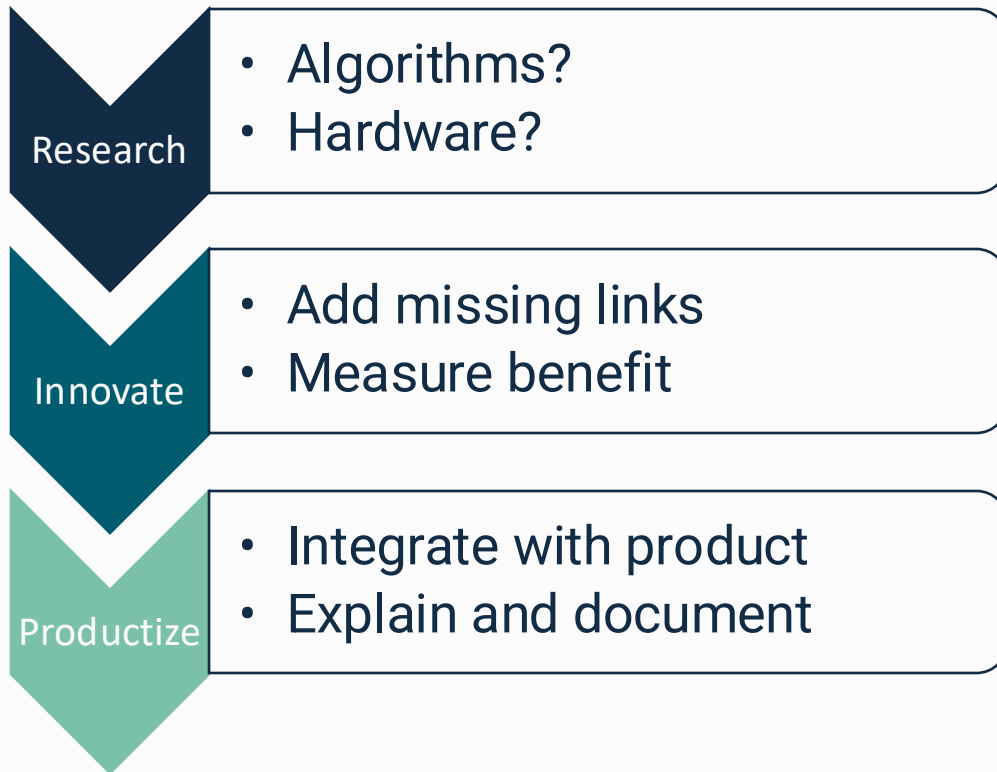 Research
• Algorithms?
• Hardware?
Innovate
• Add missing links
• Measure benefit
Productize
• Integrate with product
• Explain and document